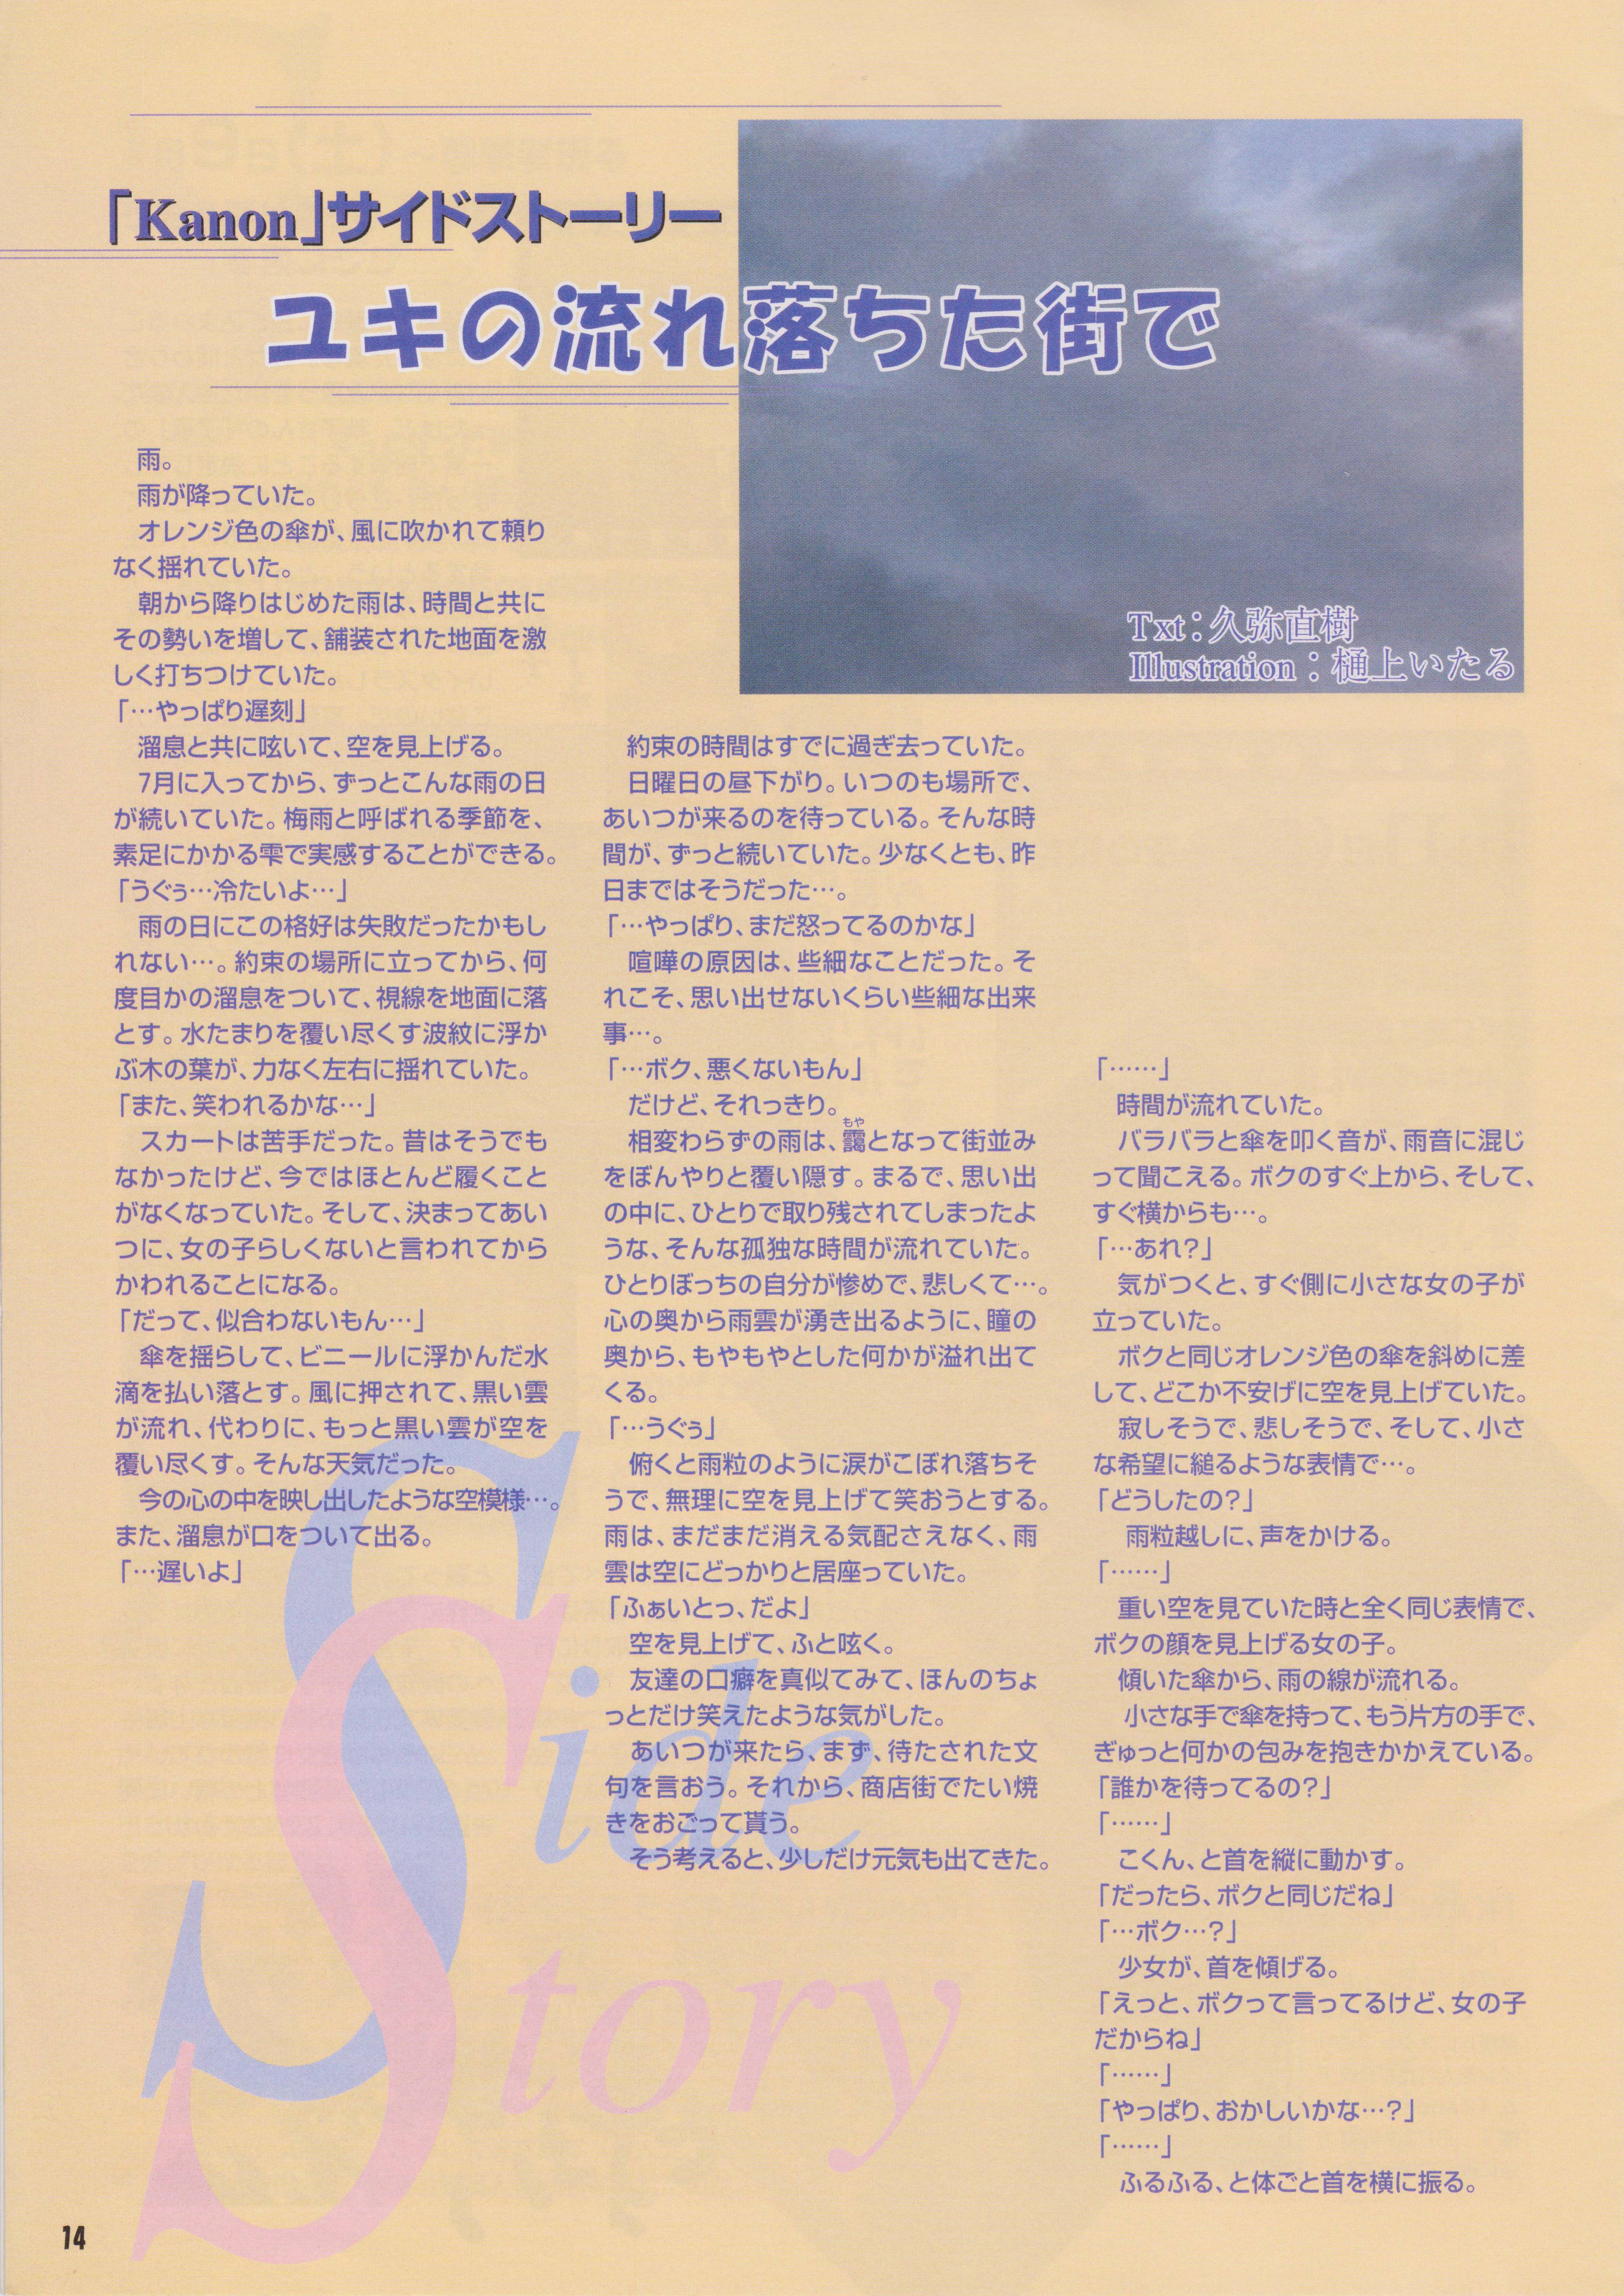 「Kanon」サイドストーリー
ユキの流れ落ちた街で
Txt：久弥直樹
Illustration：樋上いたる
雨。
雨が降っていた。
オレンジ色の傘が、風に吹かれて頼り
なく揺れていた。
朝から降りはじめた雨は、時間と共に
その勢いを増して、舗装された地面を激
しく打ちつけていた。
「…やっぱり遅刻」
溜息と共に呟いて、空を見上げる。
7月に入ってから、ずっとこんな雨の日
が続いていた。梅雨と呼ばれる季節を、
素足にかかる雫で実感することができる。
「うぐぅ…冷たいよ…」
雨の日にこの格好は失敗だったかもし
れない…。約束の場所に立ってから、何
度目かの溜息をついて、視線を地面に落
とす。水たまりを覆い尽くす波紋に浮か
ぶ木の葉が、力なく左右に揺れていた。
「また、笑われるかな…」
スカートは苦手だった。昔はそうでも
なかったけど、今ではほとんど履くこと
がなくなっていた。そして、決まってあい
つに、女の子らしくないと言われてから
かわれることになる。
「だって、似合わないもん…」
傘を揺らして、ビニールに浮かんだ水
滴を払い落とす。風に押されて、黒い雲
が流れ、代わりに、もっと黒い雲が空を
覆い尽くす。そんな天気だった。
今の心の中を映し出したような空模様…。
また、溜息が口をついて出る。
「…遅いよ」
約束の時間はすでに過ぎ去っていた。
日曜日の昼下がり。いつのも場所で、
あいつが来るのを待っている。そんな時
間が、ずっと続いていた。少なくとも、昨
日まではそうだった…。
「…やっぱり、まだ怒ってるのかな」
喧嘩の原因は、些細なことだった。そ
れこそ、思い出せないくらい些細な出来
事…。
「…ボク、悪くないもん」
だけど、それっきり。
もや
相変わらずの雨は、靄となって街並み
をぼんやりと覆い隠す。まるで、思い出
の中に、ひとりで取り残されてしまったよ
うな、そんな孤独な時間が流れていた。
ひとりぼっちの自分が惨めで、悲しくて…。
心の奥から雨雲が湧き出るように、瞳の
奥から、もやもやとした何かが溢れ出て
くる。
「…うぐぅ」
俯くと雨粒のように涙がこぼれ落ちそ
うで、無理に空を見上げて笑おうとする。
雨は、まだまだ消える気配さえなく、雨
雲は空にどっかりと居座っていた。
「ふぁいとっ、だよ」
空を見上げて、ふと呟く。
友達の口癖を真似てみて、ほんのちょ
っとだけ笑えたような気がした。
あいつが来たら、まず、待たされた文
句を言おう。それから、商店街でたい焼
きをおごって貰う。
そう考えると、少しだけ元気も出てきた。
「……」
時間が流れていた。
バラバラと傘を叩く音が、雨音に混じ
って聞こえる。ボクのすぐ上から、そして、
すぐ横からも…。
「…あれ？」
気がつくと、すぐ側に小さな女の子が
立っていた。
ボクと同じオレンジ色の傘を斜めに差
して、どこか不安げに空を見上げていた。
寂しそうで、悲しそうで、そして、小さ
な希望に縋るような表情で…。
「どうしたの？」
雨粒越しに、声をかける。
「……」
重い空を見ていた時と全く同じ表情で、
ボクの顔を見上げる女の子。
傾いた傘から、雨の線が流れる。
小さな手で傘を持って、もう片方の手で、
ぎゅっと何かの包みを抱きかかえている。
「誰かを待ってるの？」
「……」
こくん、と首を縦に動かす。
「だったら、ボクと同じだね」
「…ボク…？」
少女が、首を傾げる。
「えっと、ボクって言ってるけど、女の子
だからね」
「……」
「やっぱり、おかしいかな…？」
「……」
ふるふる、と体ごと首を横に振る。
Side
Story
14